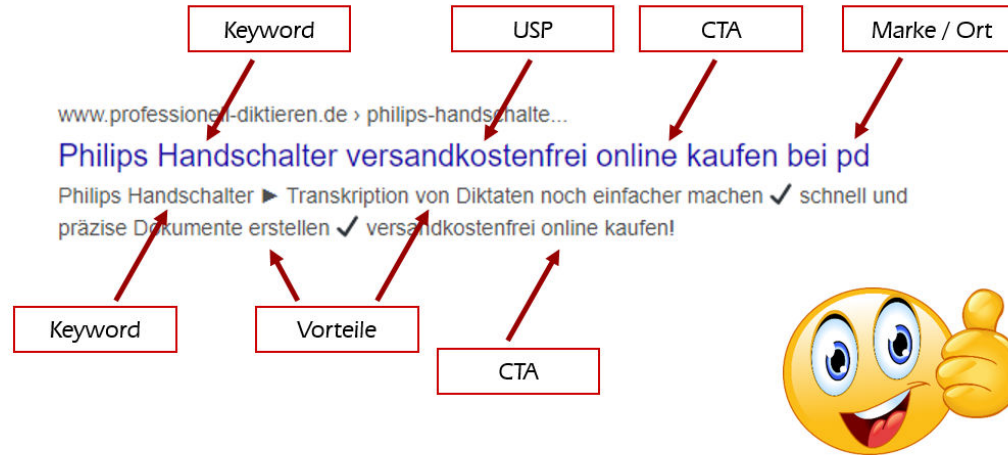 Keyword USP CTA Marke / Ort
www.professionell-diktieren.de › philips-handschalte...
Philips Handschalter versandkostenfrei online kaufen bei pd
Philips Handschalter ► Transkription von Diktaten noch einfacher machen ✓ schnell und
präzise Dokumente erstellen ✓ versandkostenfrei online kaufen!
Keyword Vorteile
CTA